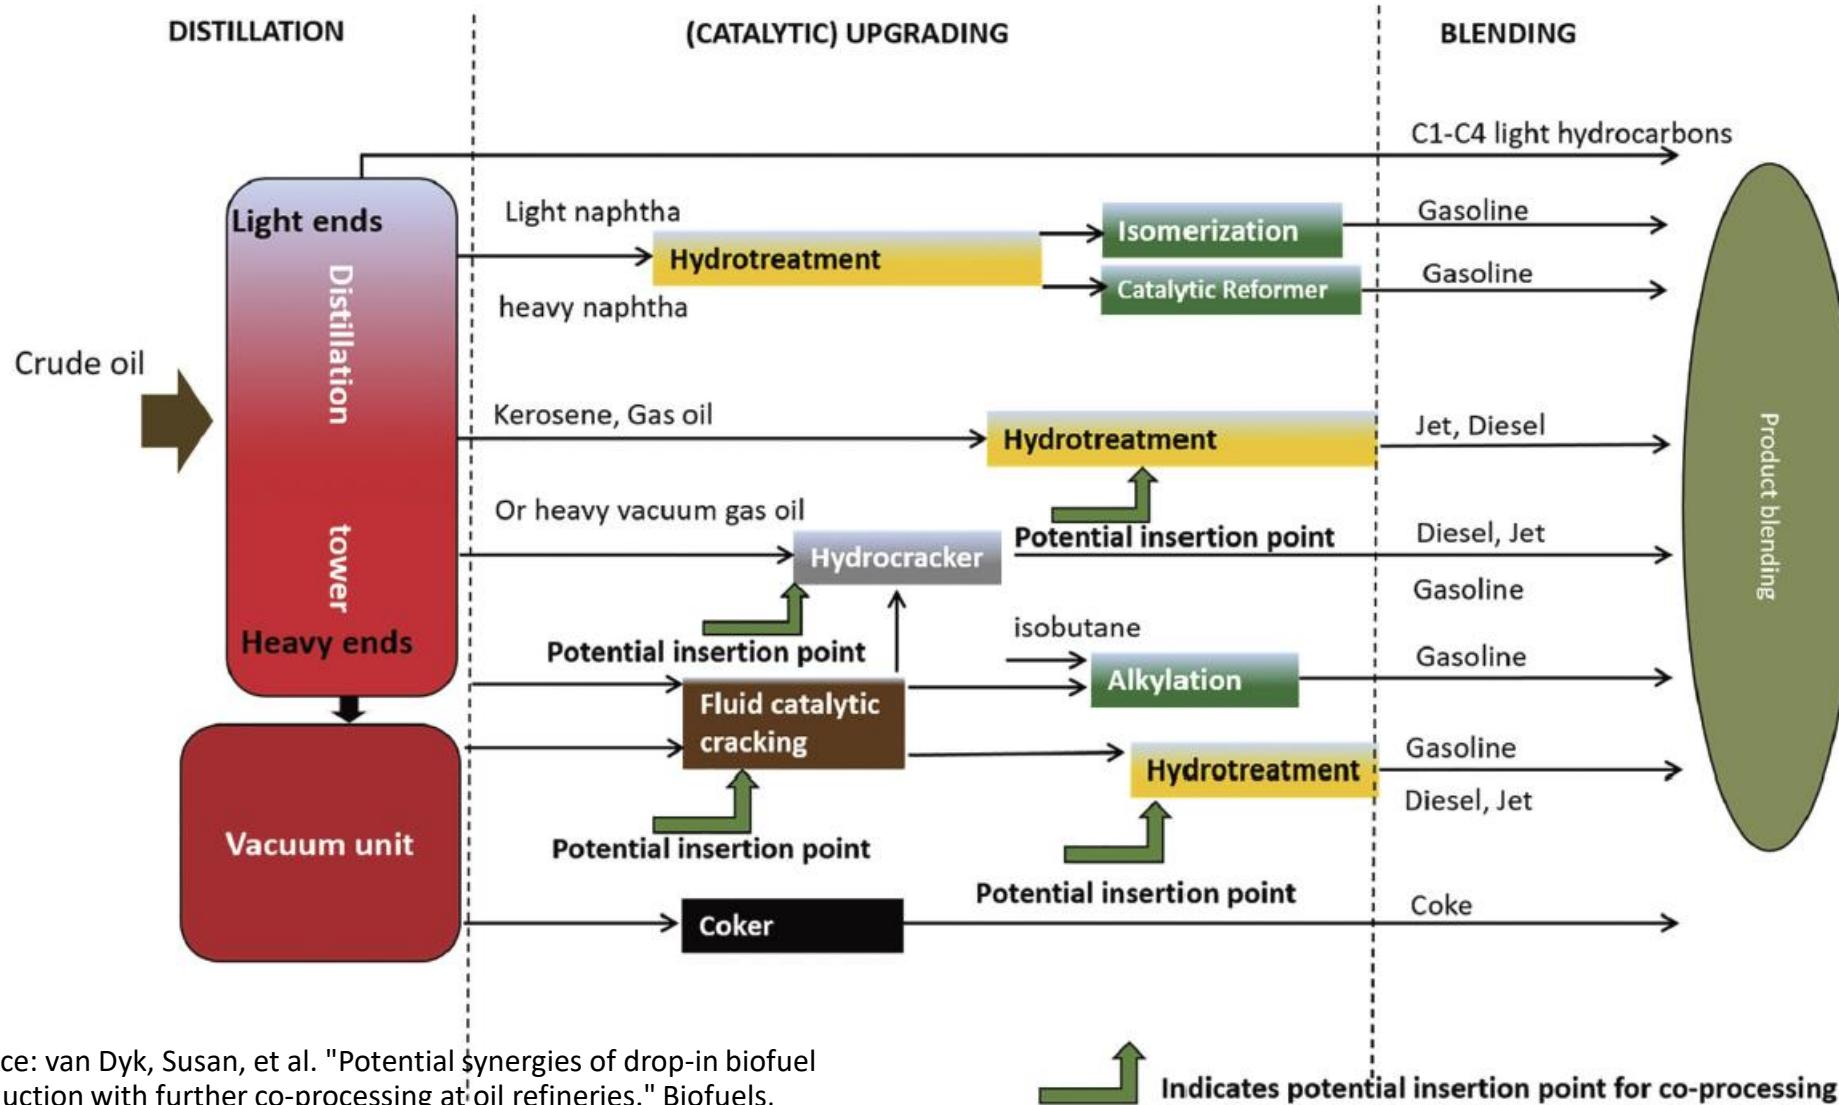 DISTILLATION
(CATALYTIC) UPGRADING
BLENDING
C1-C4 light hydrocarbons
Light ends
Distillation
tower
Heavy ends
Crude oil
Light naphtha
Hydrotreatment
heavy naphtha
Isomerization
Gasoline
Catalytic Reformer
Gasoline
Kerosene, Gas oil
Hydrotreatment
Jet, Diesel
Potential insertion point
Or heavy vacuum gas oil
Hydrocracker
Diesel, Jet
Gasoline
Potential insertion point
isobutane
Alkylation
Gasoline
Fluid catalytic
cracking
Hydrotreatment
Gasoline
Diesel, Jet
Potential insertion point
Potential insertion point
Vacuum unit
Coker
Coke
Product blending
ce: van Dyk, Susan, et al. "Potential synergies of drop-in biofuel
uction with further co-processing at oil refineries." Biofuels,
Indicates potential insertion point for co-processing